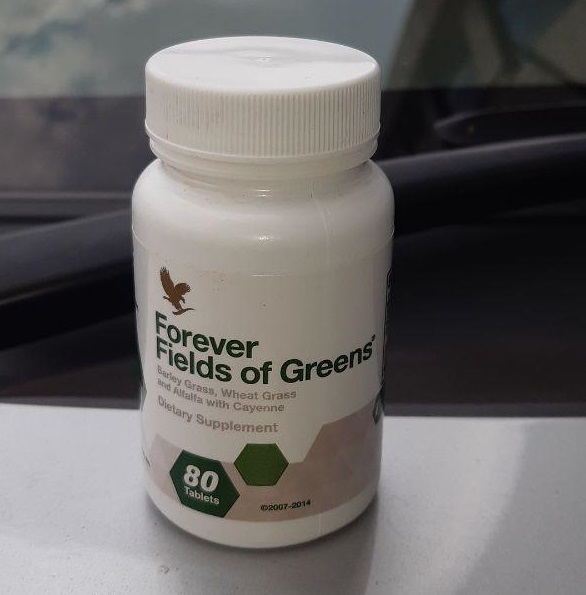 Forever
Fields of Greens®
Barley Grass, Wheat Grass
and Alfalfa with Cayenne
Dietary Supplement
80
Tablets
©2007-2014